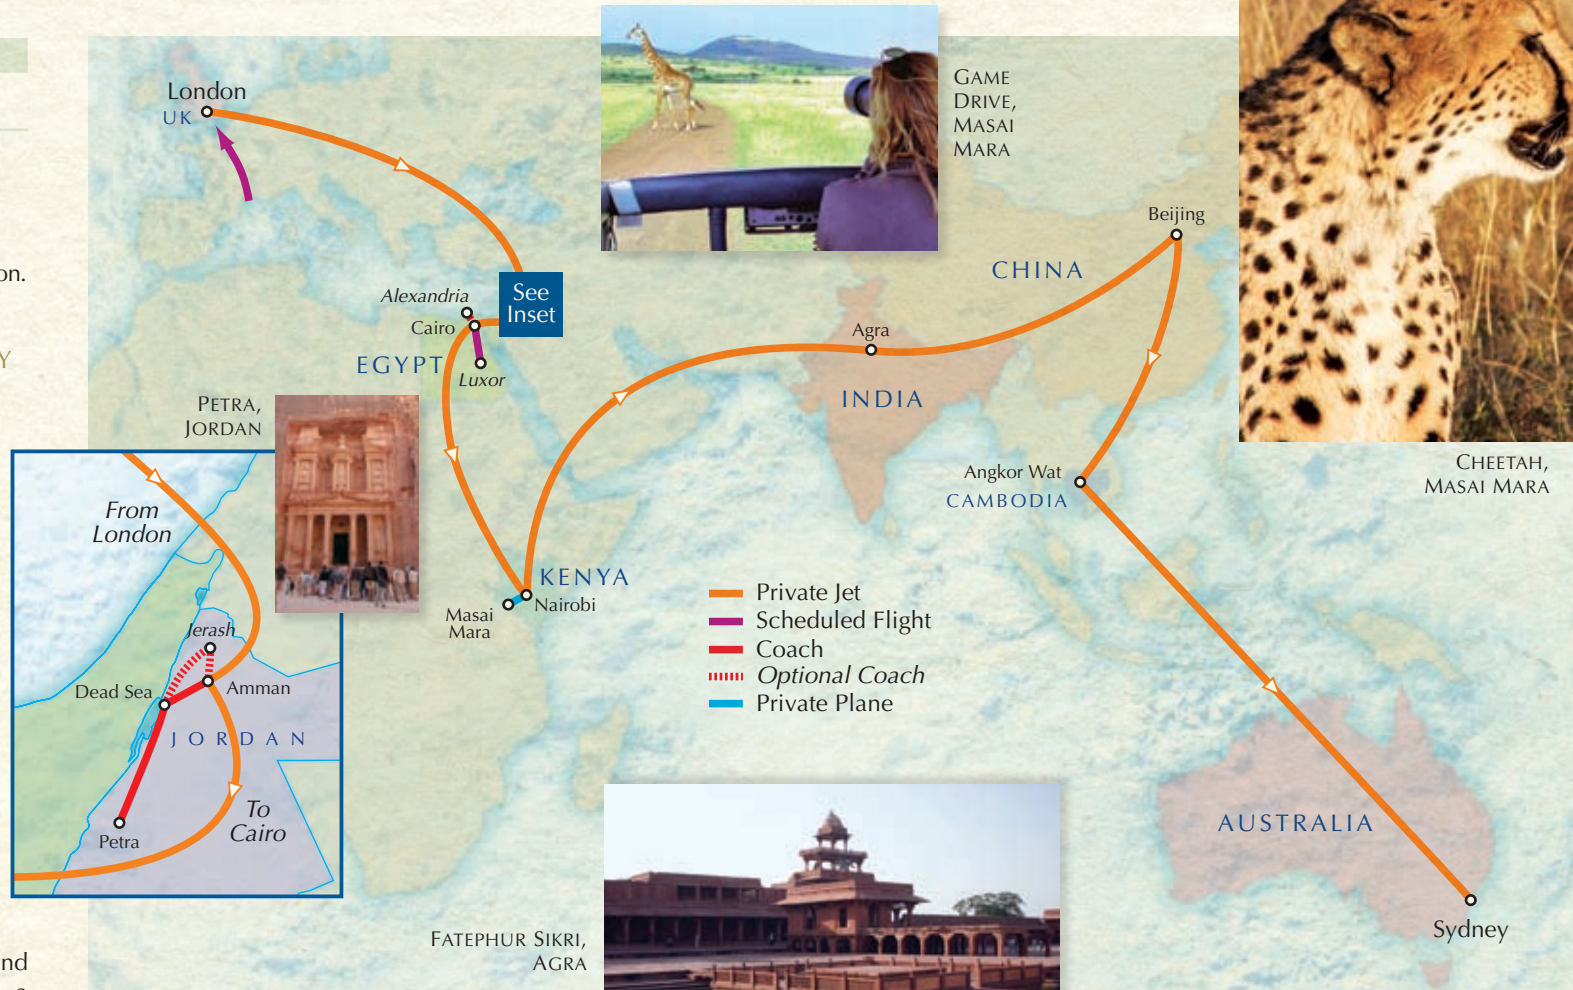 on.
Y
London
UK
See
Inset
Alexandria
Cairo
EGYPT
Luxor
GAME
DRIVE,
MASAI
MARA
Beijing
CHINA
Agra
INDIA
Angkor Wat
CAMBODIA
CHEETAH,
MASAI MARA
PETRA,
JORDAN
From
London
Jerash
Dead Sea
Amman
JORDAN
To
Cairo
Petra
KENYA
Nairobi
Masai
Mara
Private Jet
Scheduled Flight
Coach
Optional Coach
Private Plane
AUSTRALIA
Sydney
FATEPHUR SIKRI,
AGRA
nd